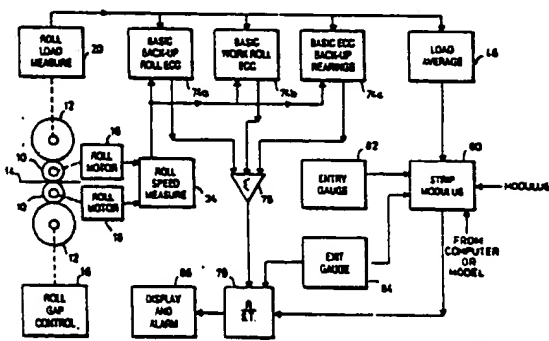 ROLL
LOAD
MEASURE
20
BASIC
BACK-UP
ROLL ECC
74a
BASIC
WORK ROLL
ECC
74b
BASIC ECC
BACK-UP
BEARINGS
74c
LOAD
AVERAGE
46
12
10
14
10
12
16
ROLL
MOTOR
ROLL
MOTOR
16
ROLL
SPEED
MEASURE
34
Σ
76
82
ENTRY
GAUGE
80
STRIP
MODULUS
MODULUS
FROM
COMPUTER
OR
MODEL
EXIT
GAUGE
84
16
ROLL
GAP
CONTROL
86
DISPLAY
AND
ALARM
78